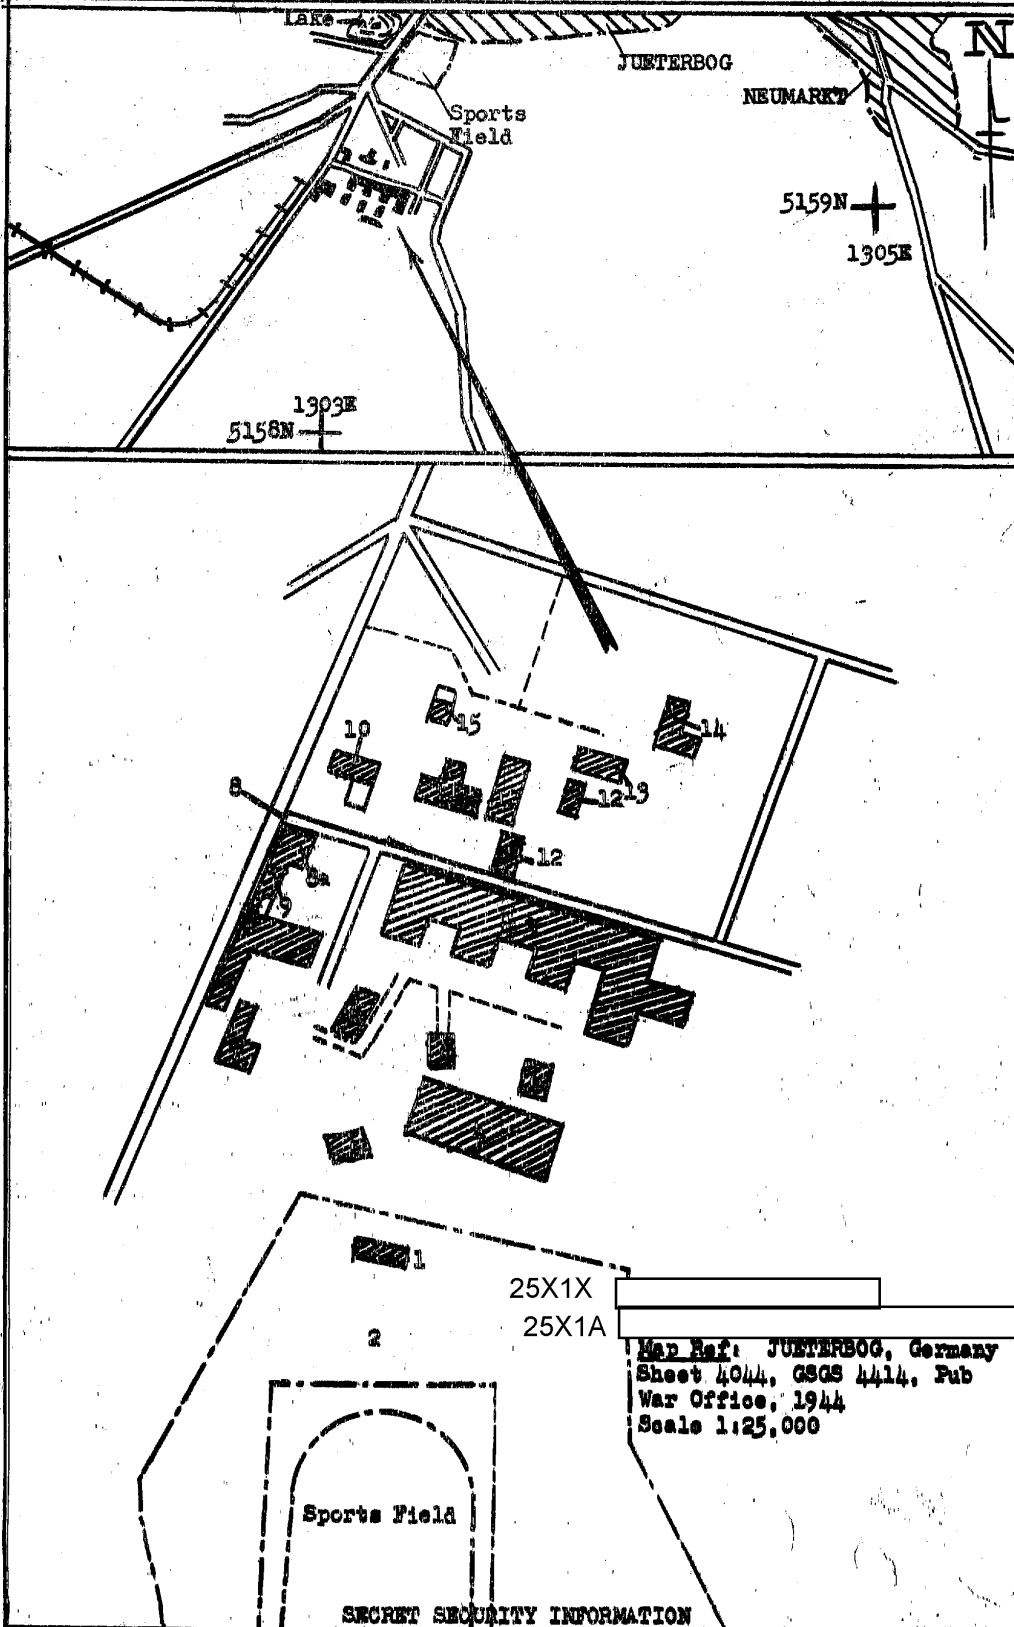 Lake
JUETERBOG
N
NEUMARKT
Sports
Field
5159N
1305E
1303E
5158N
15
14
10
13
12
8
12
8a
9
1
25X1X
25X1A
2
Map Ref: JUETERBOG, Germany
Sheet 4044, GSGS 4414, Pub
War Office, 1944
Scale 1:25,000
Sports Field
SECRET SECURITY INFORMATION